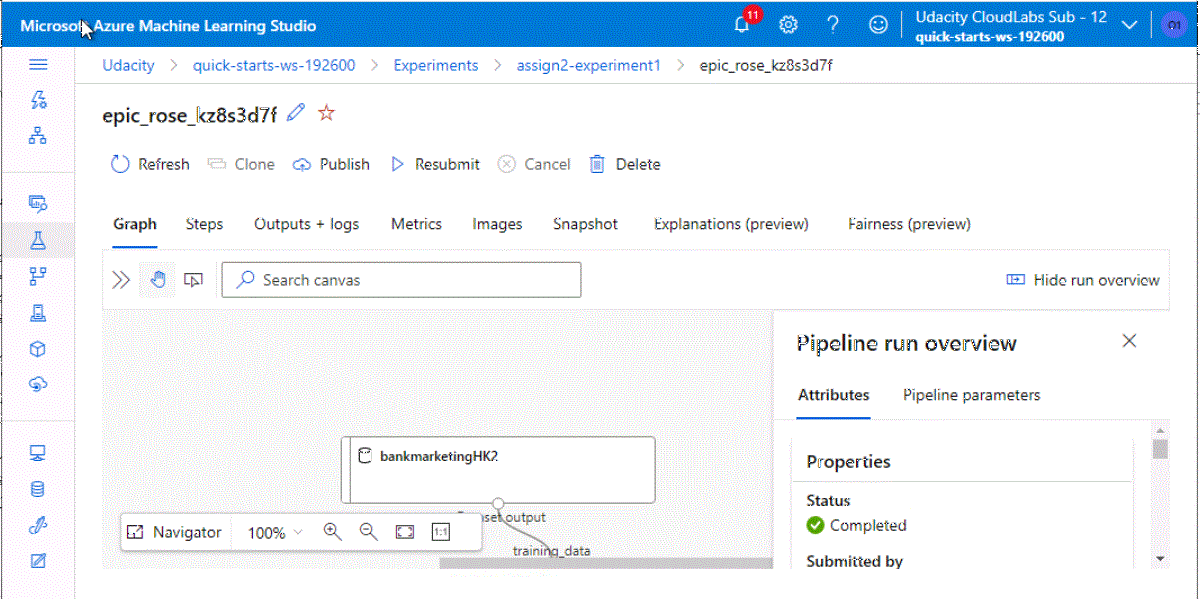 Microsoft Azure Machine Learning Studio
11
Udacity CloudLabs Sub - 12
quick-starts-ws-192600
O1
Udacity > quick-starts-ws-192600 > Experiments > assign2-experiment1 > epic_rose_kz8s3d7f
epic_rose_kz8s3d7f
Refresh Clone Publish Resubmit Cancel Delete
Graph Steps Outputs + logs Metrics Images Snapshot Explanations (preview) Fairness (preview)
Search canvas
Hide run overview
Pipeline run overview
Attributes Pipeline parameters
bankmarketingHK2
Properties
Status
Completed
Submitted by
output
Navigator 100% 1:1
training_data